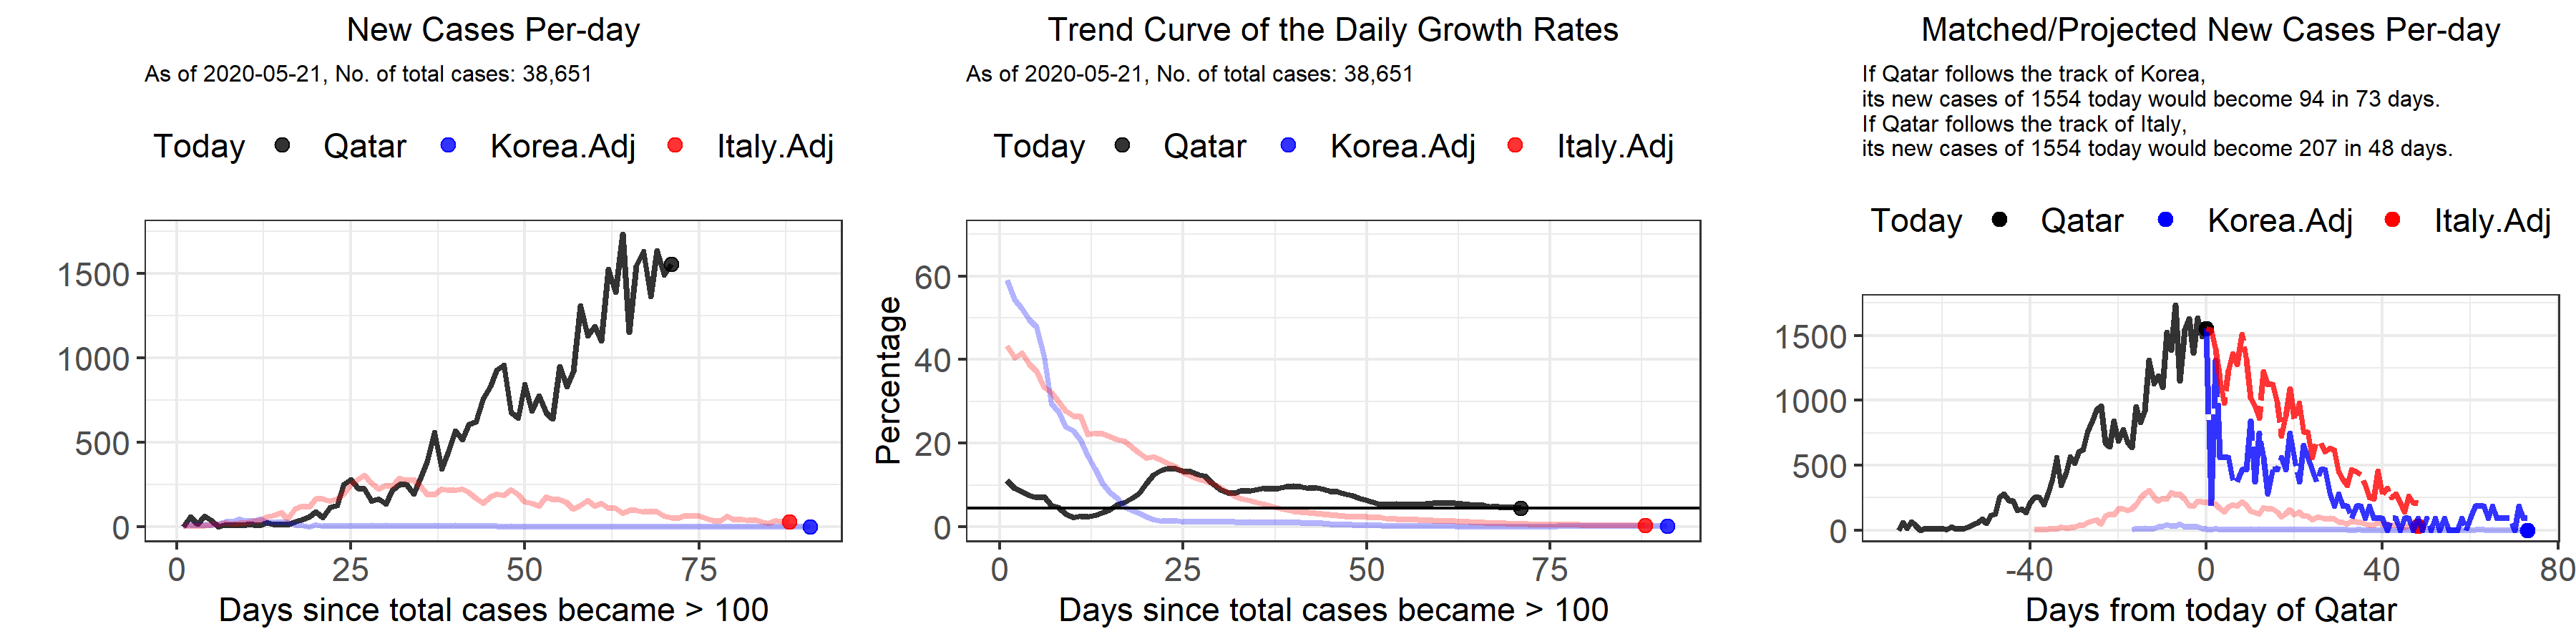 New Cases Per-day
As of 2020-05-21, No. of total cases: 38,651
Today Qatar Korea.Adj Italy.Adj
1500
1000
500
0
0 25 50 75
Days since total cases became > 100
Trend Curve of the Daily Growth Rates
As of 2020-05-21, No. of total cases: 38,651
Today Qatar Korea.Adj Italy.Adj
Percentage
60
40
20
0
0 25 50 75
Days since total cases became > 100
Matched/Projected New Cases Per-day
If Qatar follows the track of Korea,
its new cases of 1554 today would become 94 in 73 days.
If Qatar follows the track of Italy,
its new cases of 1554 today would become 207 in 48 days.
Today Qatar Korea.Adj Italy.Adj
1500
1000
500
0
-40 0 40 80
Days from today of Qatar